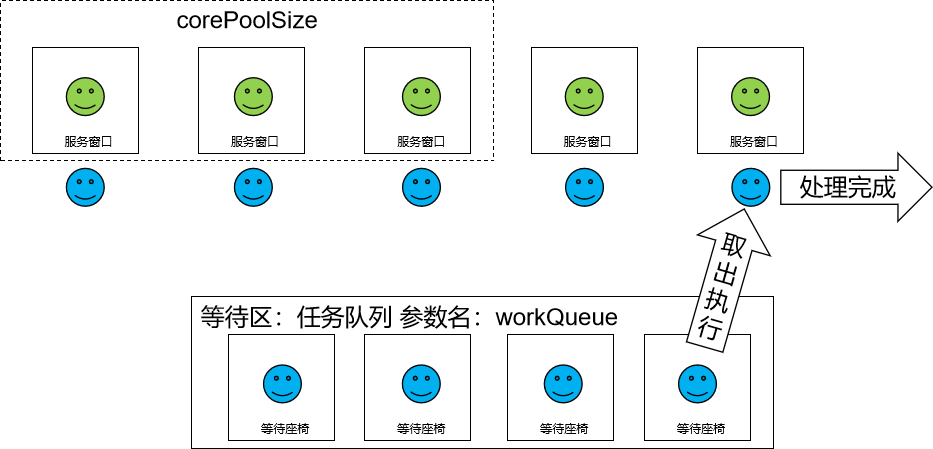 corePoolSize
服务窗口
服务窗口
服务窗口
服务窗口
服务窗口
处理完成
取出执行
等待区：任务队列 参数名：workQueue
等待座椅
等待座椅
等待座椅
等待座椅